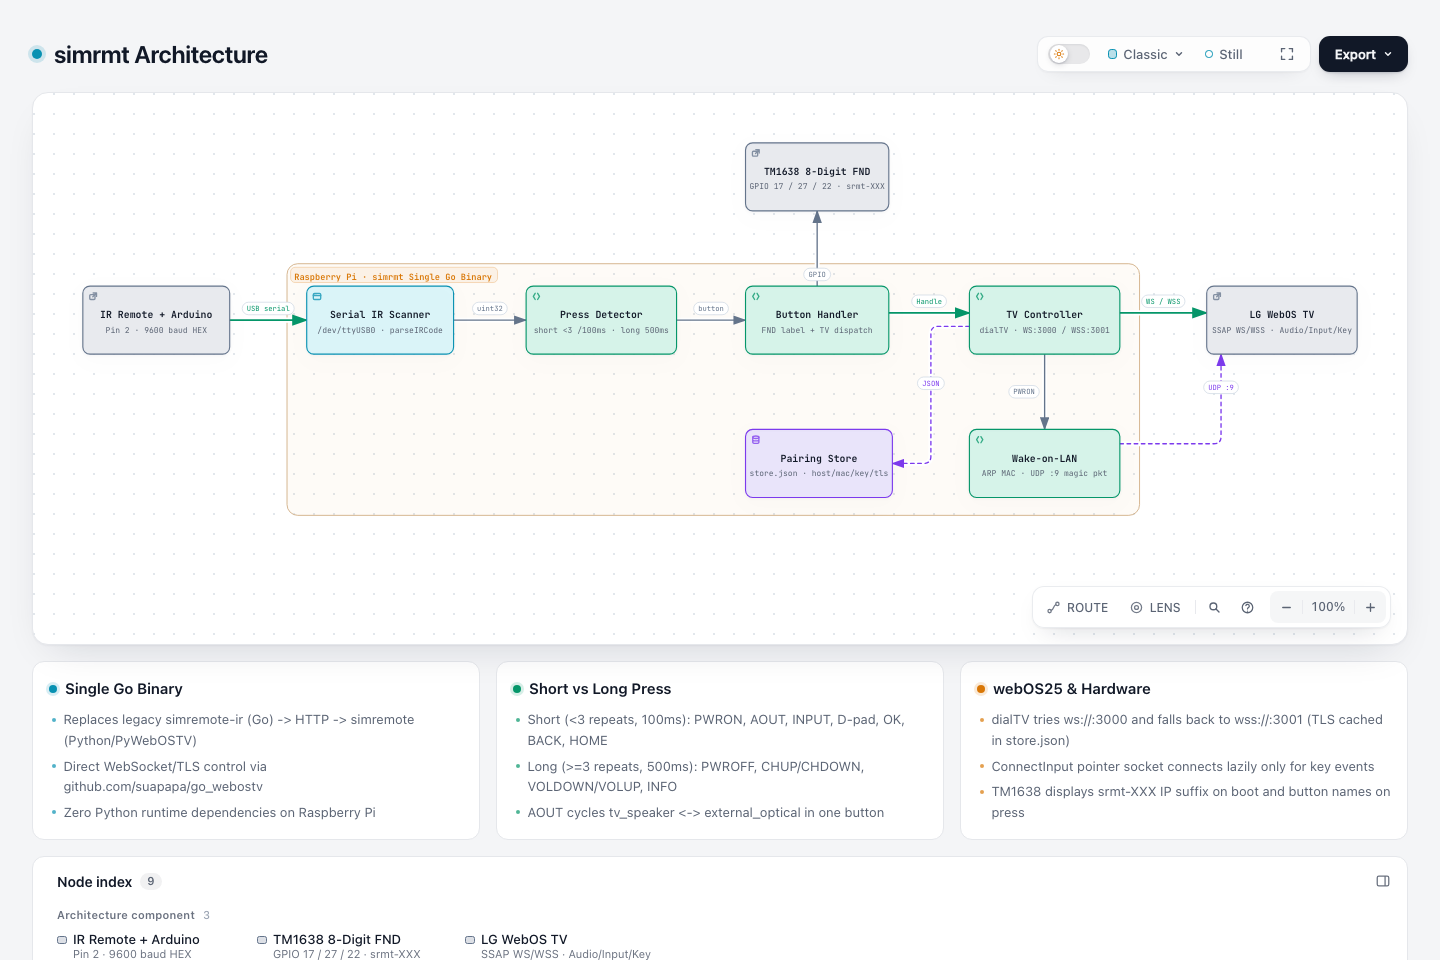 simrmt Architecture
Classic
Still
Export
TM1638 8-Digit FND
GPIO 17 / 27 / 22 · srmt-XXX
GPIO
Raspberry Pi · simrmt Single Go Binary
IR Remote + Arduino
Pin 2 · 9600 baud HEX
USB serial
Serial IR Scanner
/dev/ttyUSB0 · parseIRCode
uint32
Press Detector
short <3 /100ms · long 500ms
button
Button Handler
FND label + TV dispatch
Handle
TV Controller
dialTV · WS:3000 / WSS:3001
WS / WSS
LG WebOS TV
SSAP WS/WSS · Audio/Input/Key
JSON
PWRON
UDP :9
Pairing Store
store.json · host/mac/key/tls
Wake-on-LAN
ARP MAC · UDP :9 magic pkt
ROUTE
LENS
100%
Single Go Binary
Replaces legacy simremote-ir (Go) -> HTTP -> simremote
(Python/PyWebOSTV)
Direct WebSocket/TLS control via
github.com/suapapa/go_webostv
Zero Python runtime dependencies on Raspberry Pi
Short vs Long Press
Short (<3 repeats, 100ms): PWRON, AOUT, INPUT, D-pad, OK,
BACK, HOME
Long (>=3 repeats, 500ms): PWROFF, CHUP/CHDOWN,
VOLDOWN/VOLUP, INFO
AOUT cycles tv_speaker <-> external_optical in one button
webOS25 & Hardware
dialTV tries ws://:3000 and falls back to wss://:3001 (TLS cached
in store.json)
ConnectInput pointer socket connects lazily only for key events
TM1638 displays srmt-XXX IP suffix on boot and button names on
press
Node index 9
Architecture component 3
IR Remote + Arduino
Pin 2 · 9600 baud HEX
TM1638 8-Digit FND
GPIO 17 / 27 / 22 · srmt-XXX
LG WebOS TV
SSAP WS/WSS · Audio/Input/Key